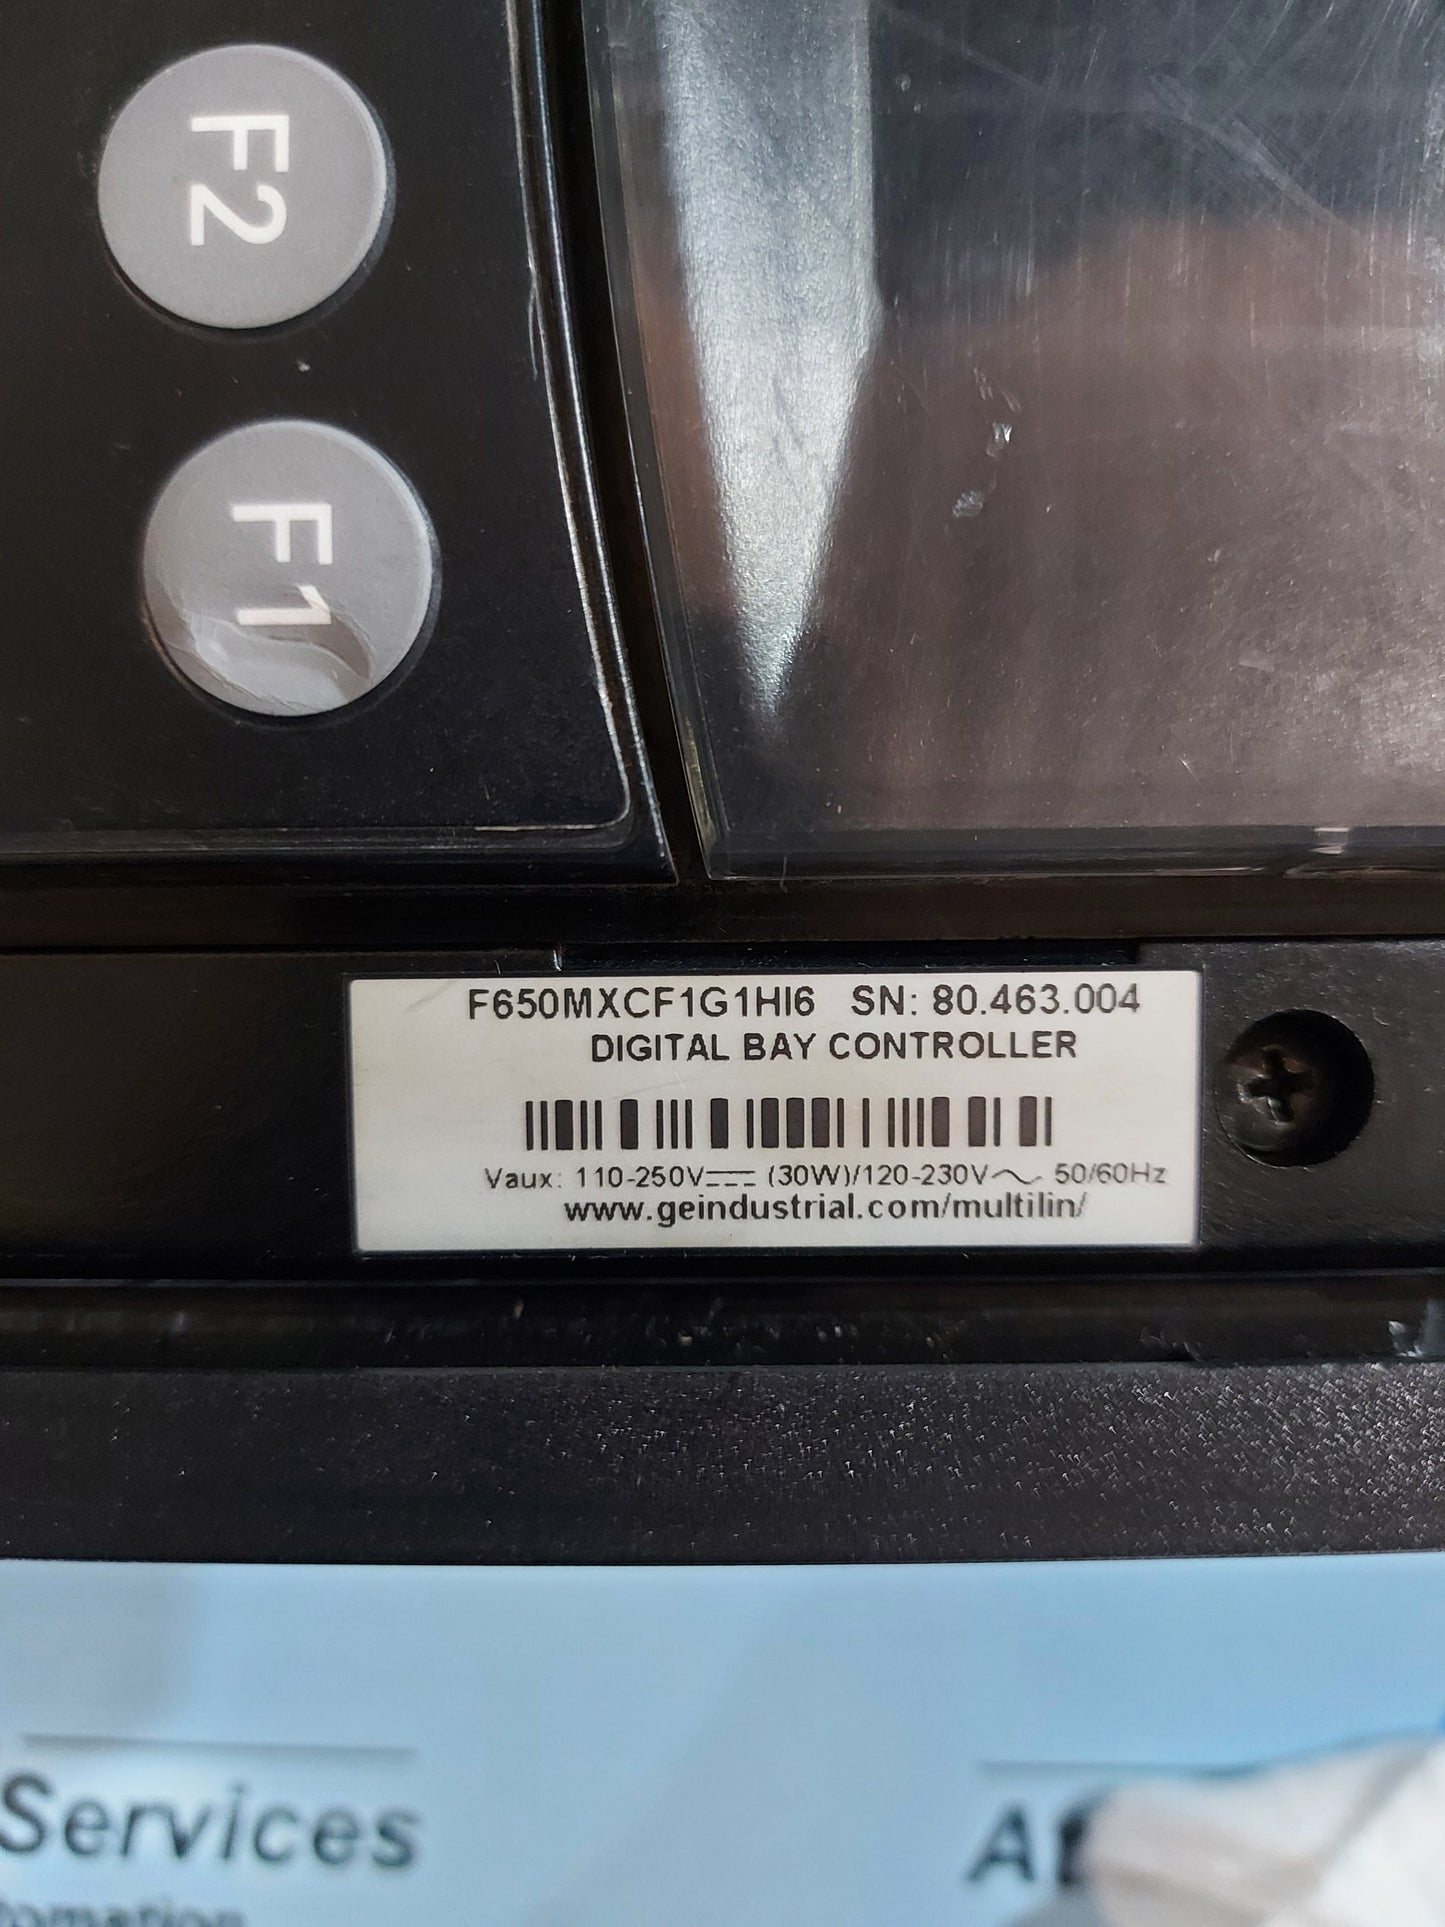 F2
F1
F650MXCF1G1HI6 SN: 80.463.004
DIGITAL BAY CONTROLLER
Vaux: 110-250V⎓ (30W)/120-230V∿ 50/60Hz
www.geindustrial.com/multilin/
Services